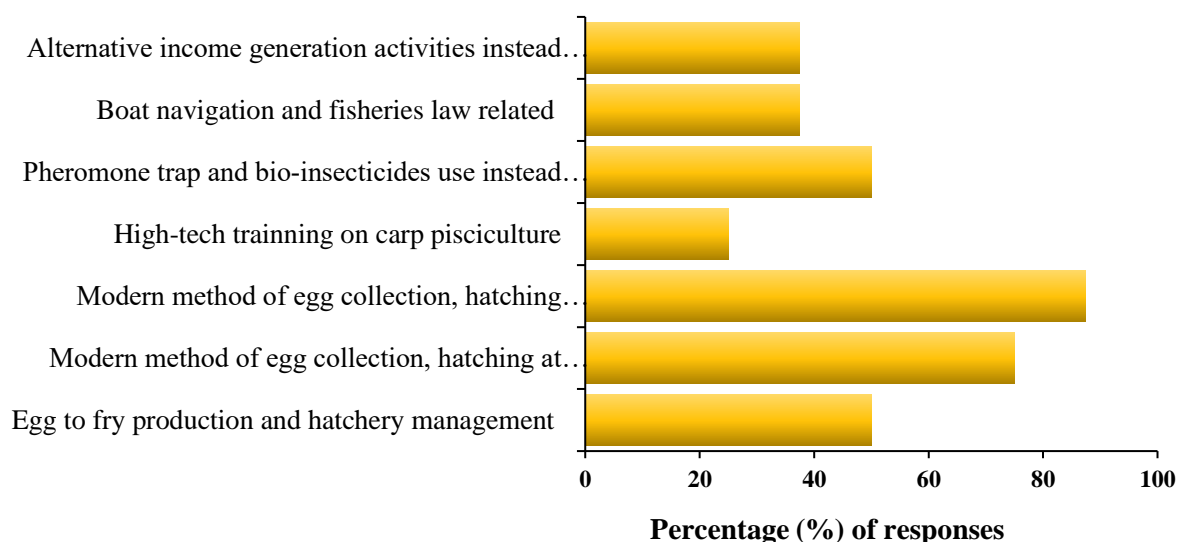 Alternative income generation activities instead…
Boat navigation and fisheries law related
Pheromone trap and bio-insecticides use instead…
High-tech trainning on carp pisciculture
Modern method of egg collection, hatching…
Modern method of egg collection, hatching at…
Egg to fry production and hatchery management
0 20 40 60 80 100
Percentage (%) of responses